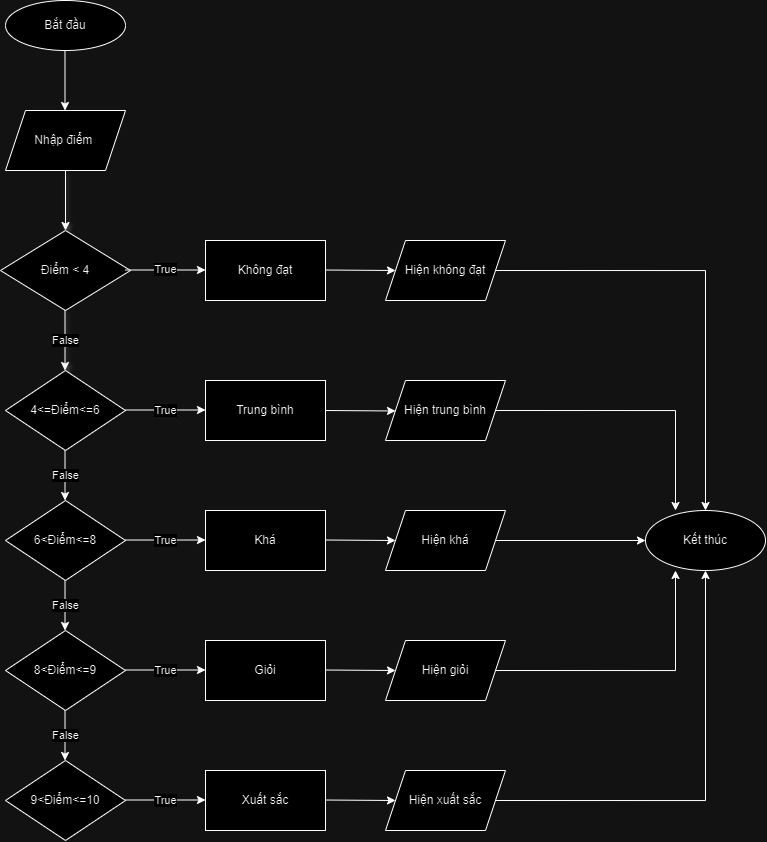 Bắt đầu
Nhập điểm
Điểm < 4
True
Không đạt
Hiện không đạt
False
4<=Điểm<=6
True
Trung bình
Hiện trung bình
False
6<Điểm<=8
True
Khá
Hiện khá
Kết thúc
False
8<Điểm<=9
True
Giỏi
Hiện giỏi
False
9<Điểm<=10
True
Xuất sắc
Hiện xuất sắc